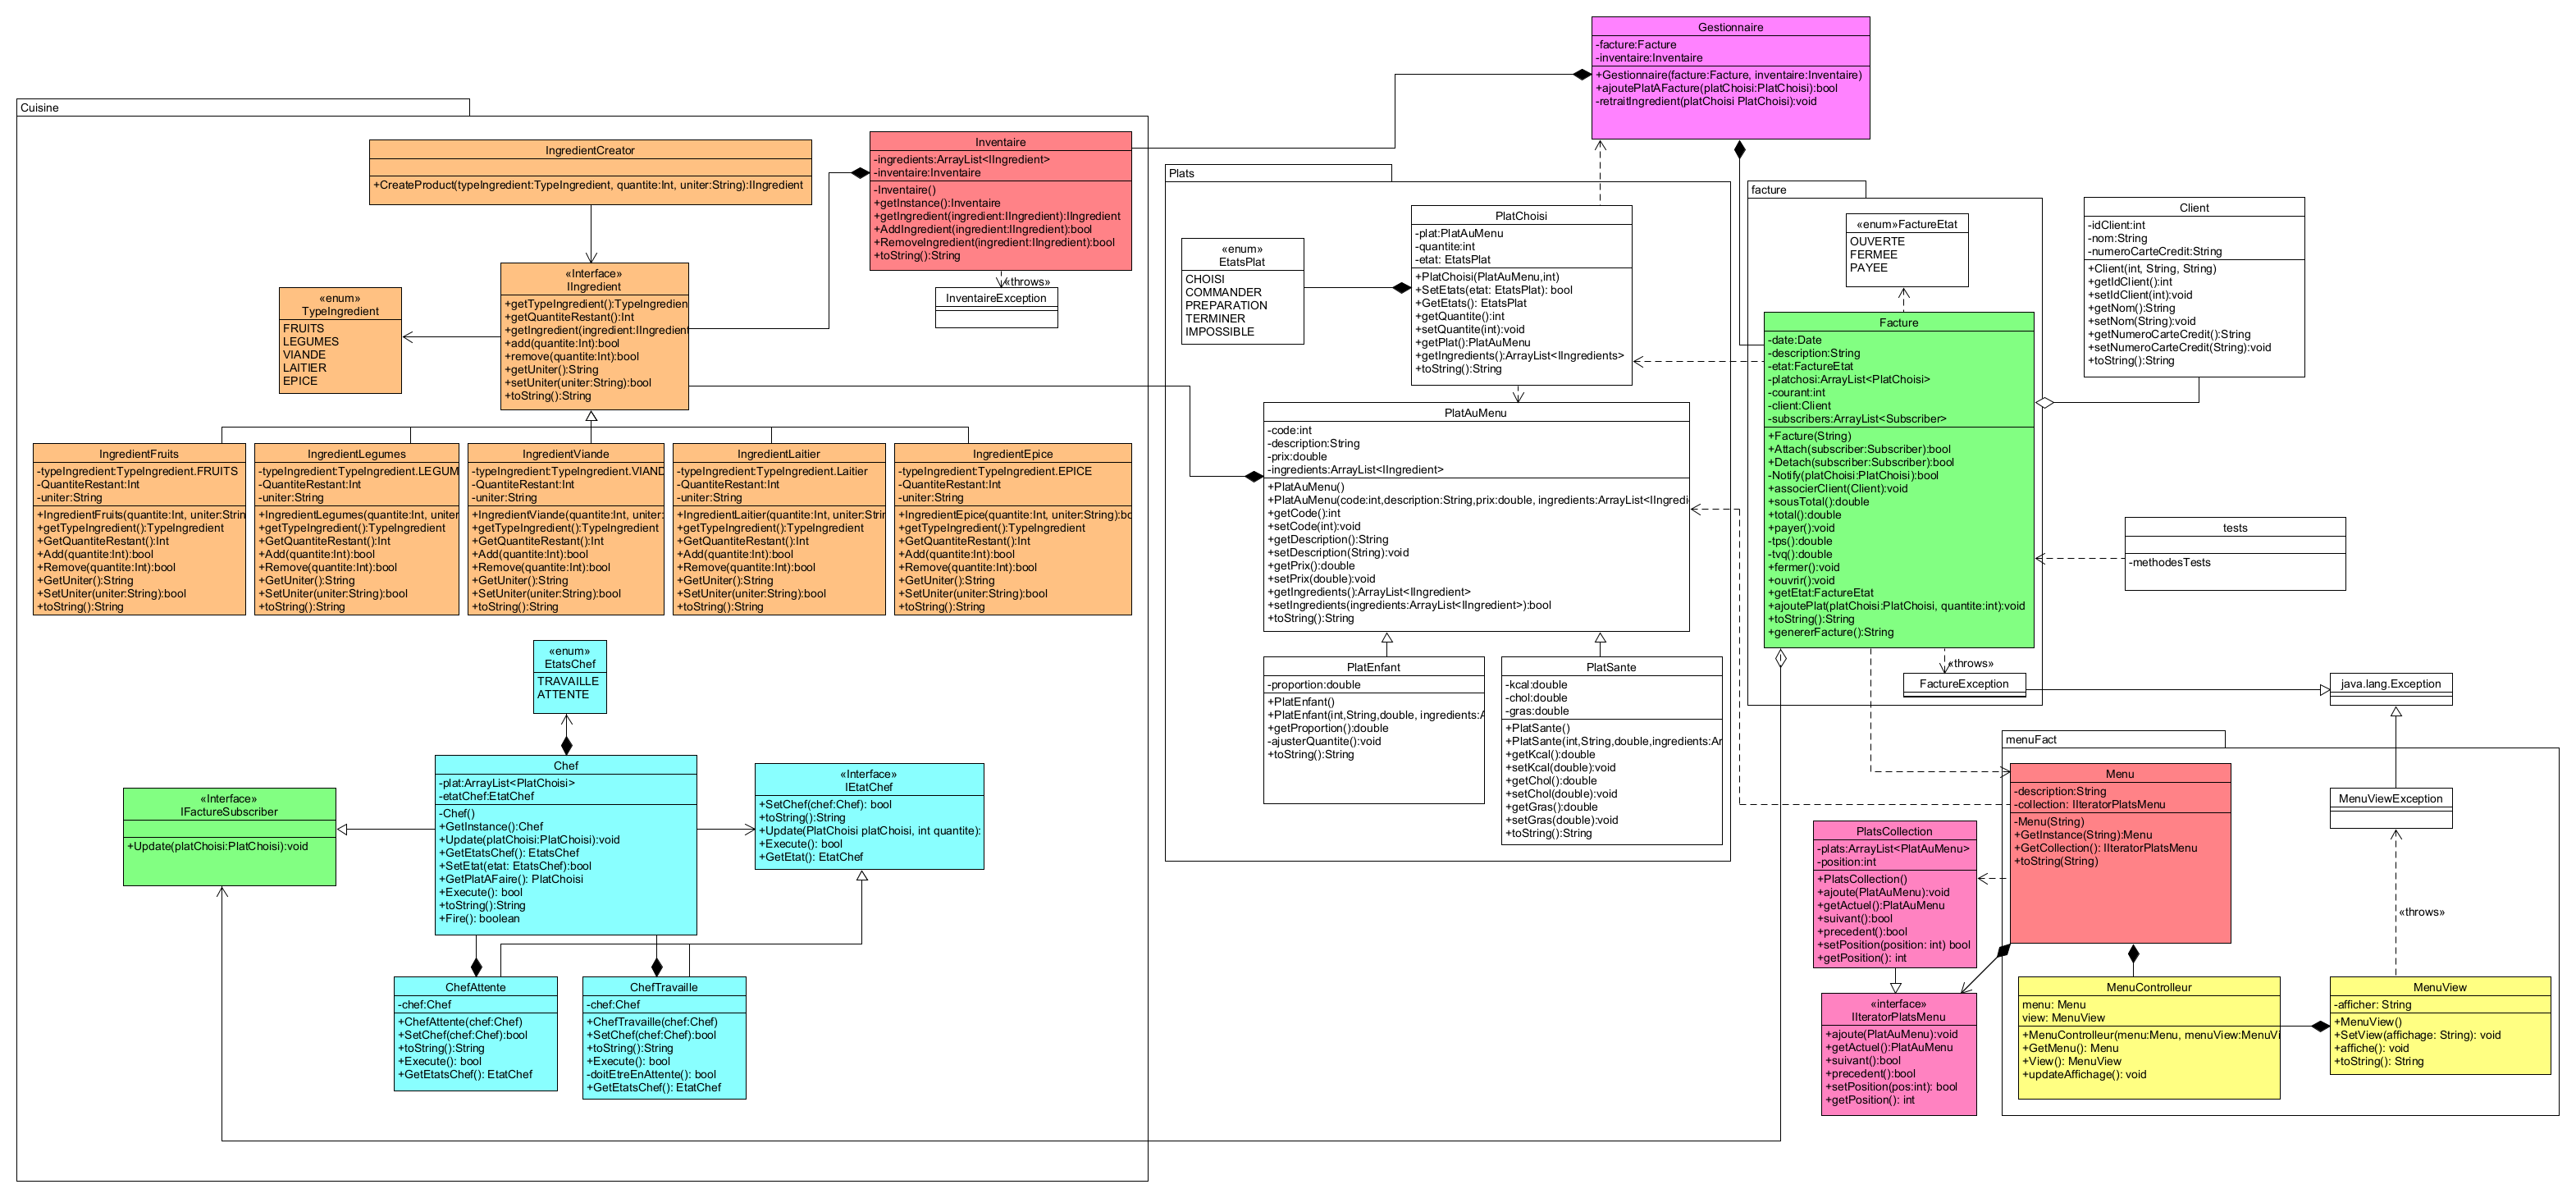 Gestionnaire
-facture:Facture
-inventaire:Inventaire
+Gestionnaire(facture:Facture, inventaire:Inventaire)
+ajoutePlatAFacture(platChoisi:PlatChoisi):bool
-retraitIngredient(platChoisi PlatChoisi):void
Cuisine
IngredientCreator
+CreateProduct(typeIngredient:TypeIngredient, quantite:Int, uniter:String):IIngredient
Inventaire
-ingredients:ArrayList<IIngredient>
-inventaire:Inventaire
-Inventaire()
+getInstance():Inventaire
+getIngredient(ingredient:IIngredient):IIngredient
+AddIngredient(ingredient:IIngredient):bool
+RemoveIngredient(ingredient:IIngredient):bool
+toString():String
«throws»
InventaireException
«Interface»
IIngredient
+getTypeIngredient():TypeIngredien
+getQuantiteRestant():Int
+getIngredient(ingredient:IIngredient
+add(quantite:Int):bool
+remove(quantite:Int):bool
+getUniter():String
+setUniter(uniter:String):bool
+toString():String
«enum»
TypeIngredient
FRUITS
LEGUMES
VIANDE
LAITIER
EPICE
IngredientFruits
-typeIngredient:TypeIngredient.FRUITS
-QuantiteRestant:Int
-uniter:String
+IngredientFruits(quantite:Int, uniter:Strin
+getTypeIngredient():TypeIngredient
+GetQuantiteRestant():Int
+Add(quantite:Int):bool
+Remove(quantite:Int):bool
+GetUniter():String
+SetUniter(uniter:String):bool
+toString():String
IngredientLegumes
-typeIngredient:TypeIngredient.LEGUM
-QuantiteRestant:Int
-uniter:String
+IngredientLegumes(quantite:Int, uniter
+getTypeIngredient():TypeIngredient
+GetQuantiteRestant():Int
+Add(quantite:Int):bool
+Remove(quantite:Int):bool
+GetUniter():String
+SetUniter(uniter:String):bool
+toString():String
IngredientViande
-typeIngredient:TypeIngredient.VIAND
-QuantiteRestant:Int
-uniter:String
+IngredientViande(quantite:Int, uniter:
+getTypeIngredient():TypeIngredient
+GetQuantiteRestant():Int
+Add(quantite:Int):bool
+Remove(quantite:Int):bool
+GetUniter():String
+SetUniter(uniter:String):bool
+toString():String
IngredientLaitier
-typeIngredient:TypeIngredient.Laitier
-QuantiteRestant:Int
-uniter:String
+IngredientLaitier(quantite:Int, uniter:Strin
+getTypeIngredient():TypeIngredient
+GetQuantiteRestant():Int
+Add(quantite:Int):bool
+Remove(quantite:Int):bool
+GetUniter():String
+SetUniter(uniter:String):bool
+toString():String
IngredientEpice
-typeIngredient:TypeIngredient.EPICE
-QuantiteRestant:Int
-uniter:String
+IngredientEpice(quantite:Int, uniter:String):bo
+getTypeIngredient():TypeIngredient
+GetQuantiteRestant():Int
+Add(quantite:Int):bool
+Remove(quantite:Int):bool
+GetUniter():String
+SetUniter(uniter:String):bool
+toString():String
«enum»
EtatsChef
TRAVAILLE
ATTENTE
Chef
-plat:ArrayList<PlatChoisi>
-etatChef:EtatChef
-Chef()
+GetInstance():Chef
+Update(platChoisi:PlatChoisi):void
+GetEtatsChef(): EtatsChef
+SetEtat(etat: EtatsChef):bool
+GetPlatAFaire(): PlatChoisi
+Execute(): bool
+toString():String
+Fire(): boolean
«Interface»
IFactureSubscriber
+Update(platChoisi:PlatChoisi):void
«Interface»
IEtatChef
+SetChef(chef:Chef): bool
+toString():String
+Update(PlatChoisi platChoisi, int quantite):
+Execute(): bool
+GetEtat(): EtatChef
ChefAttente
-chef:Chef
+ChefAttente(chef:Chef)
+SetChef(chef:Chef):bool
+toString():String
+Execute(): bool
+GetEtatsChef(): EtatChef
ChefTravaille
-chef:Chef
+ChefTravaille(chef:Chef)
+SetChef(chef:Chef):bool
+toString():String
+Execute(): bool
-doitEtreEnAttente(): bool
+GetEtatsChef(): EtatChef
Plats
«enum»
EtatsPlat
CHOISI
COMMANDER
PREPARATION
TERMINER
IMPOSSIBLE
PlatChoisi
-plat:PlatAuMenu
-quantite:int
-etat: EtatsPlat
+PlatChoisi(PlatAuMenu,int)
+SetEtats(etat: EtatsPlat): bool
+GetEtats(): EtatsPlat
+getQuantite():int
+setQuantite(int):void
+getPlat():PlatAuMenu
+getIngredients():ArrayList<IIngredients>
+toString():String
PlatAuMenu
-code:int
-description:String
-prix:double
-ingredients:ArrayList<IIngredient>
+PlatAuMenu()
+PlatAuMenu(code:int,description:String,prix:double, ingredients:ArrayList<IIngredi
+getCode():int
+setCode(int):void
+getDescription():String
+setDescription(String):void
+getPrix():double
+setPrix(double):void
+getIngredients():ArrayList<IIngredient>
+setIngredients(ingredients:ArrayList<IIngredient>):bool
+toString():String
PlatEnfant
-proportion:double
+PlatEnfant()
+PlatEnfant(int,String,double, ingredients:A
+getProportion():double
-ajusterQuantite():void
+toString():String
PlatSante
-kcal:double
-chol:double
-gras:double
+PlatSante()
+PlatSante(int,String,double,ingredients:Ar
+getKcal():double
+setKcal(double):void
+getChol():double
+setChol(double):void
+getGras():double
+setGras(double):void
+toString():String
facture
«enum»FactureEtat
OUVERTE
FERMEE
PAYEE
Facture
-date:Date
-description:String
-etat:FactureEtat
-platchosi:ArrayList<PlatChoisi>
-courant:int
-client:Client
-subscribers:ArrayList<Subscriber>
+Facture(String)
+Attach(subscriber:Subscriber):bool
+Detach(subscriber:Subscriber):bool
-Notify(platChoisi:PlatChoisi):bool
+associerClient(Client):void
+sousTotal():double
+total():double
+payer():void
-tps():double
-tvq():double
+fermer():void
+ouvrir():void
+getEtat:FactureEtat
+ajoutePlat(platChoisi:PlatChoisi, quantite:int):void
+toString():String
+genererFacture():String
«throws»
FactureException
Client
-idClient:int
-nom:String
-numeroCarteCredit:String
+Client(int, String, String)
+getIdClient():int
+setIdClient(int):void
+getNom():String
+setNom(String):void
+getNumeroCarteCredit():String
+setNumeroCarteCredit(String):void
+toString():String
tests
-methodesTests
java.lang.Exception
menuFact
Menu
-description:String
-collection: IIteratorPlatsMenu
-Menu(String)
+GetInstance(String):Menu
+GetCollection(): IIteratorPlatsMenu
+toString(String)
MenuViewException
«throws»
PlatsCollection
-plats:ArrayList<PlatAuMenu>
-position:int
+PlatsCollection()
+ajoute(PlatAuMenu):void
+getActuel():PlatAuMenu
+suivant():bool
+precedent():bool
+setPosition(position: int) bool
+getPosition(): int
«interface»
IIteratorPlatsMenu
+ajoute(PlatAuMenu):void
+getActuel():PlatAuMenu
+suivant():bool
+precedent():bool
+setPosition(pos:int): bool
+getPosition(): int
MenuControlleur
menu: Menu
view: MenuView
+MenuControlleur(menu:Menu, menuView:MenuVi
+GetMenu(): Menu
+View(): MenuView
+updateAffichage(): void
MenuView
-afficher: String
+MenuView()
+SetView(affichage: String): void
+affiche(): void
+toString(): String